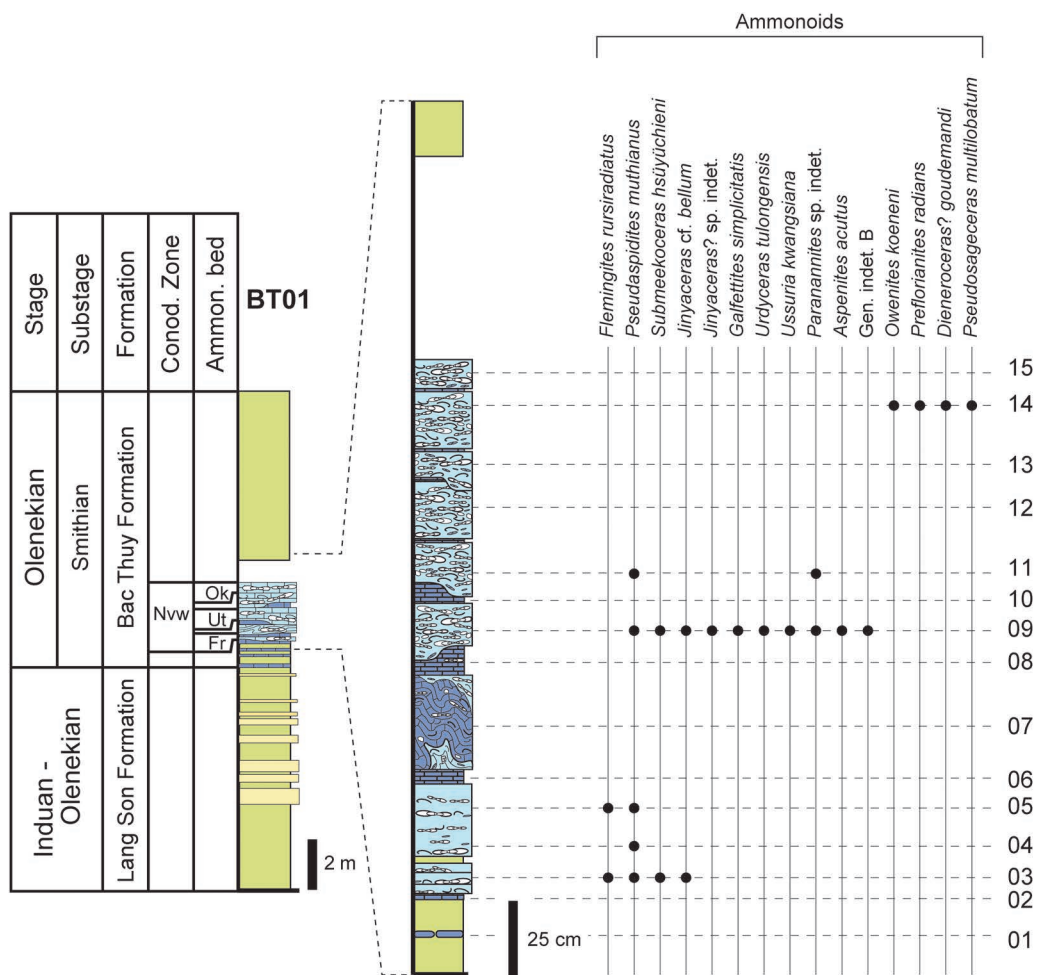 Ammonoids
Flemingites rursiradiatus
Pseudaspidites muthianus
Submeekoceras hsüyüchieni
Jinyaceras cf. bellum
Jinyaceras? sp. indet.
Galfettites simplicitatis
Urdyceras tulongensis
Ussuria kwangsiana
Paranannites sp. indet.
Aspenites acutus
Gen. indet. B
Owenites koeneni
Preflorianites radians
Dieneroceras? goudemandi
Pseudosageceras multilobatum
Stage
Substage
Formation
Conod. Zone
Ammon. bed
BT01
Olenekian
Smithian
Bac Thuy Formation
Nvw
Ok
Ut
Fr
Induan -
Olenekian
Lang Son Formation
2 m
25 cm
15
14
13
12
11
10
09
08
07
06
05
04
03
02
01